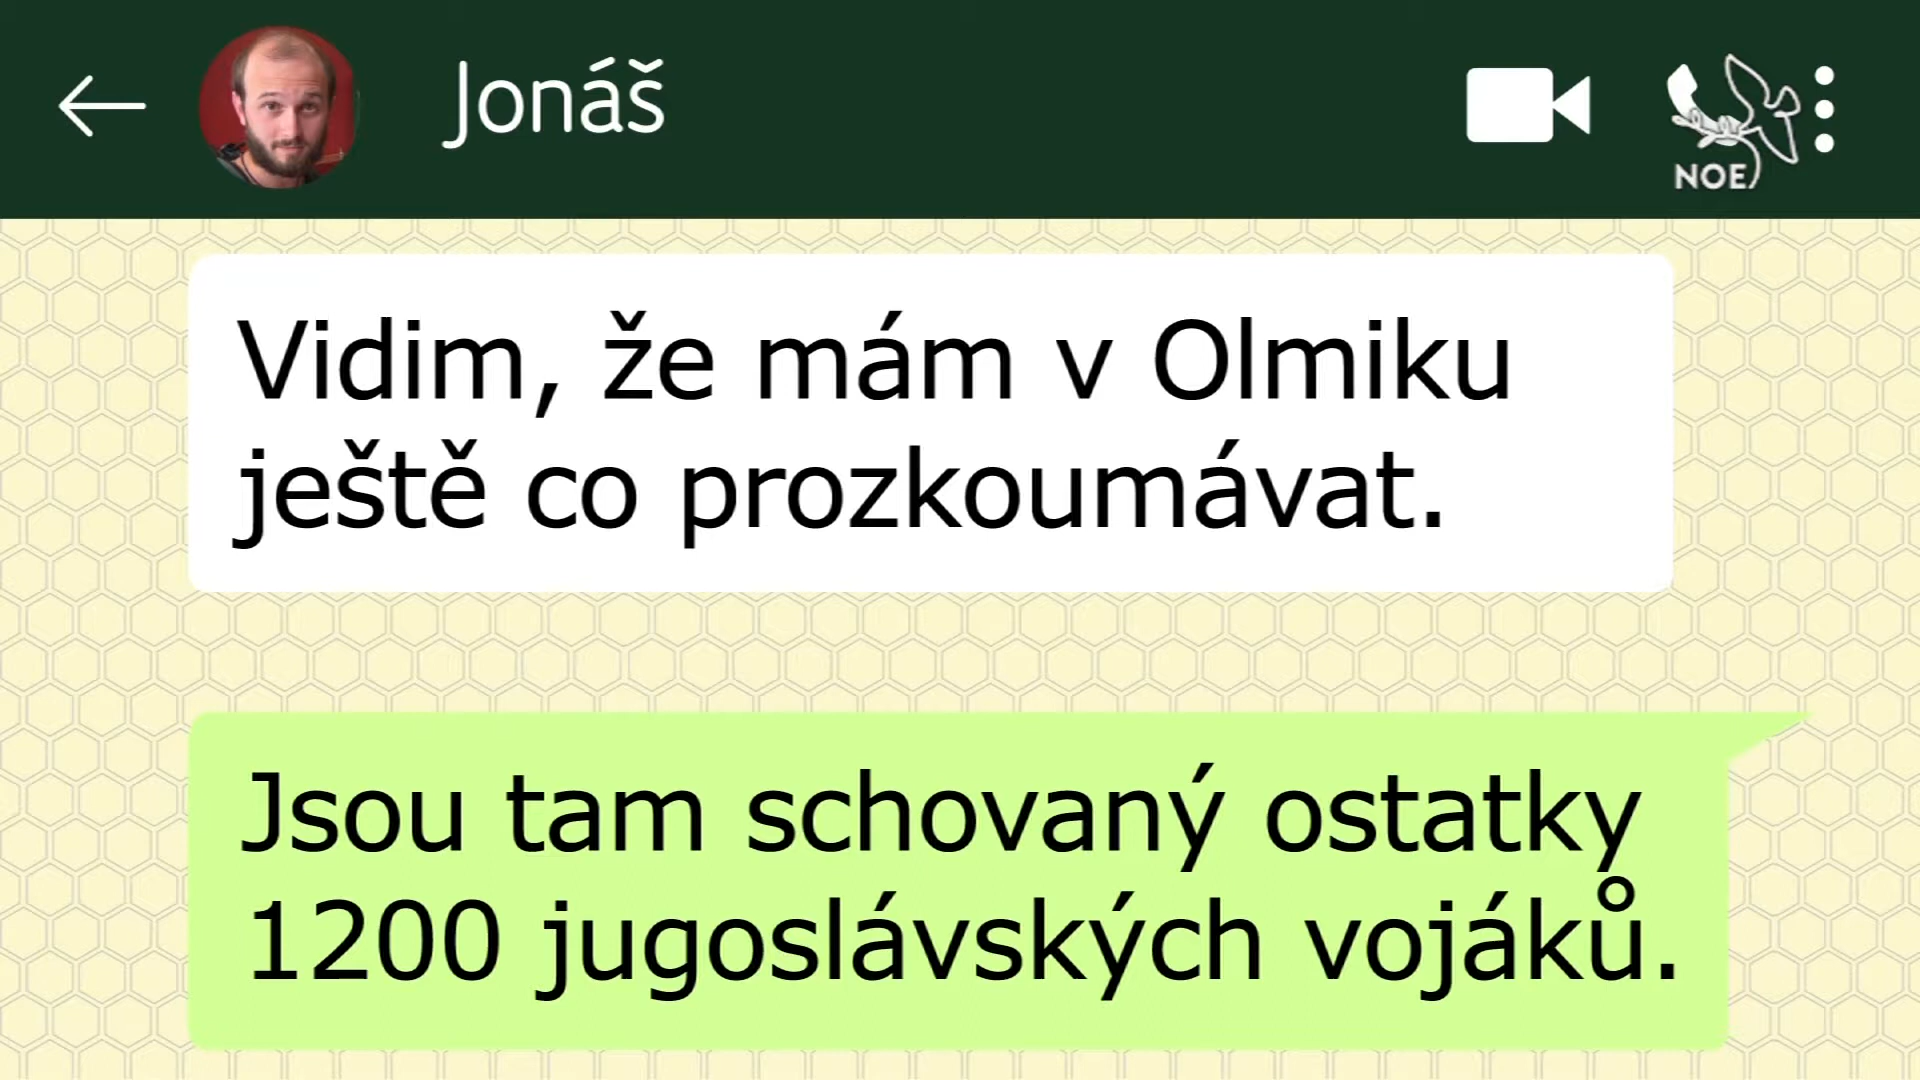 Jonáš
NOE
Vidim, že mám v Olmiku
ještě co prozkoumávat.
Jsou tam schovaný ostatky
1200 jugoslávských vojáků.